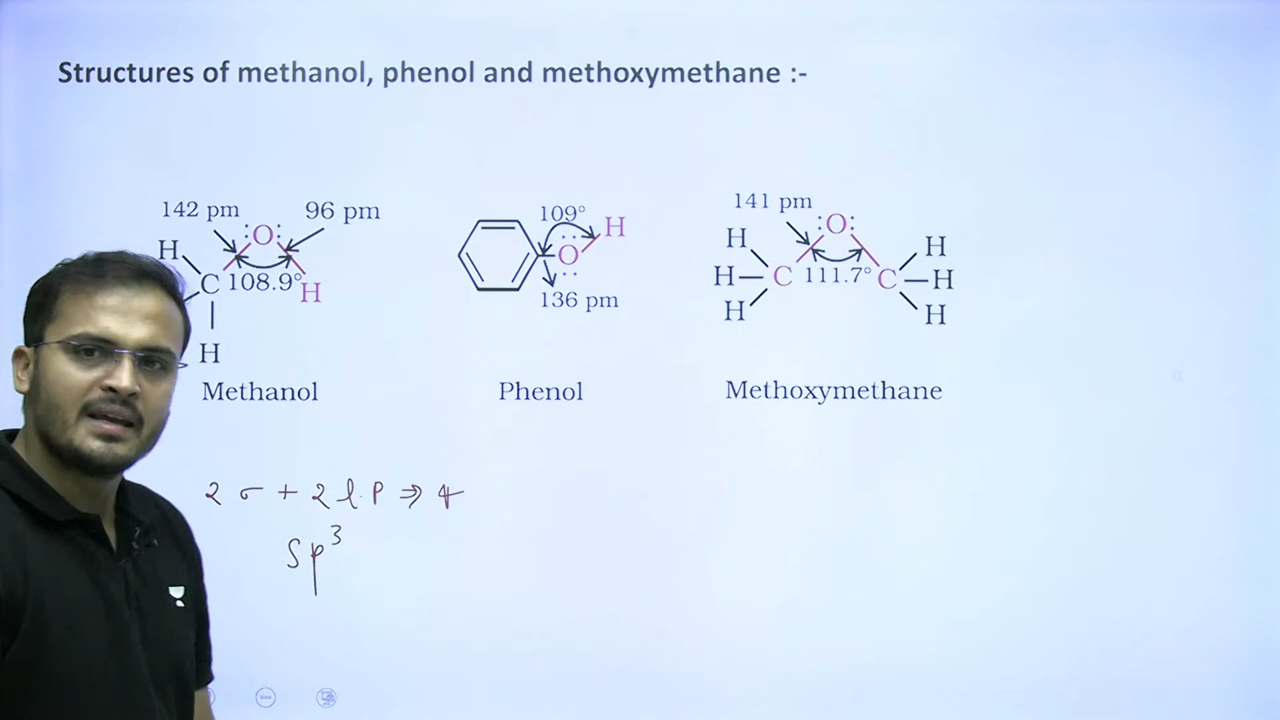 Structures of methanol, phenol and methoxymethane :-
142 pm
96 pm
H
:O:
C
108.9°
H
H
Methanol
109°
H
O
136 pm
Phenol
141 pm
:O:
H
H
H
C
111.7°
C
H
H
H
Methoxymethane
2 σ + 2 l.p ⇒ 4
sp³